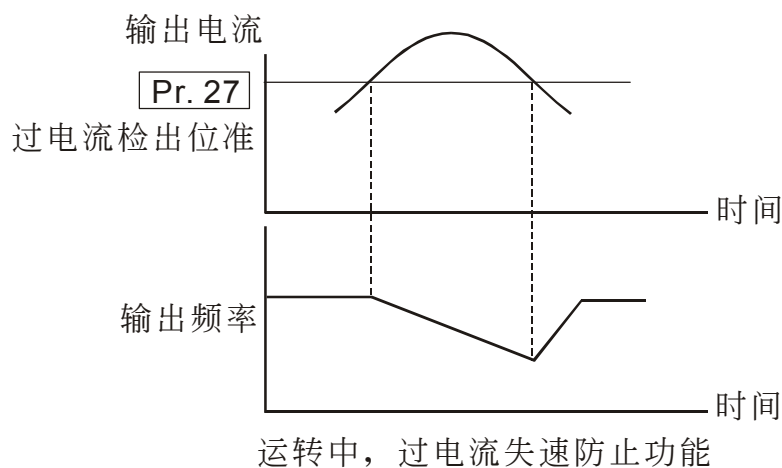 输出电流
Pr. 27
过电流检出位准
时间
输出频率
时间
运转中，过电流失速防止功能